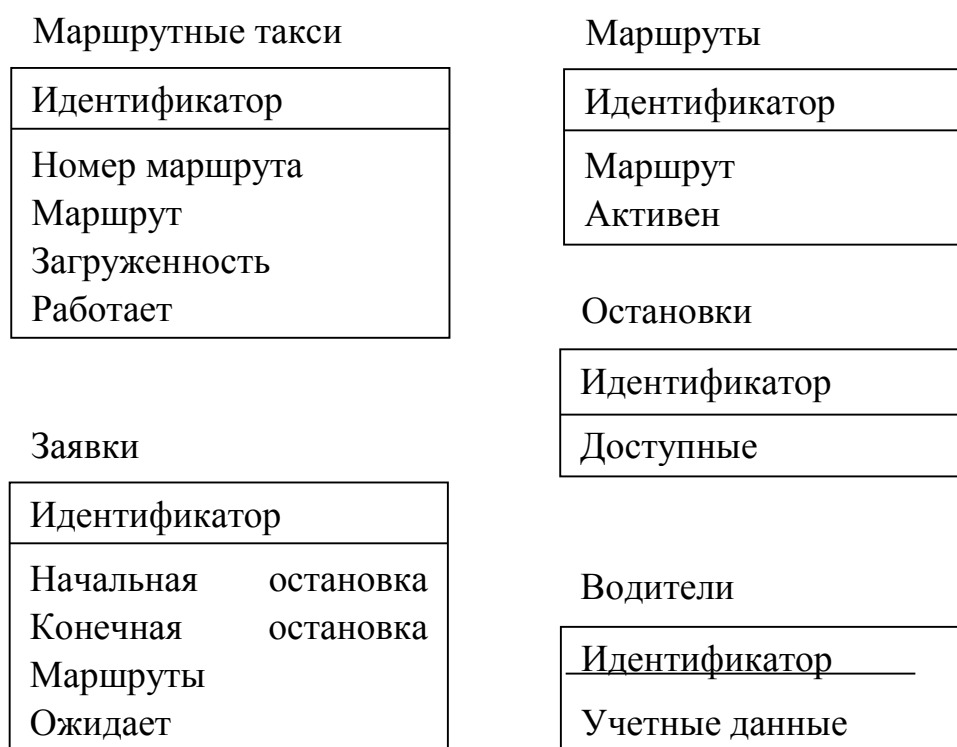 Маршрутные такси
Идентификатор
Номер маршрута
Маршрут
Загруженность
Работает
Заявки
Идентификатор
Начальная остановка
Конечная остановка
Маршруты
Ожидает
Маршруты
Идентификатор
Маршрут
Активен
Остановки
Идентификатор
Доступные
Водители
Идентификатор
Учетные данные